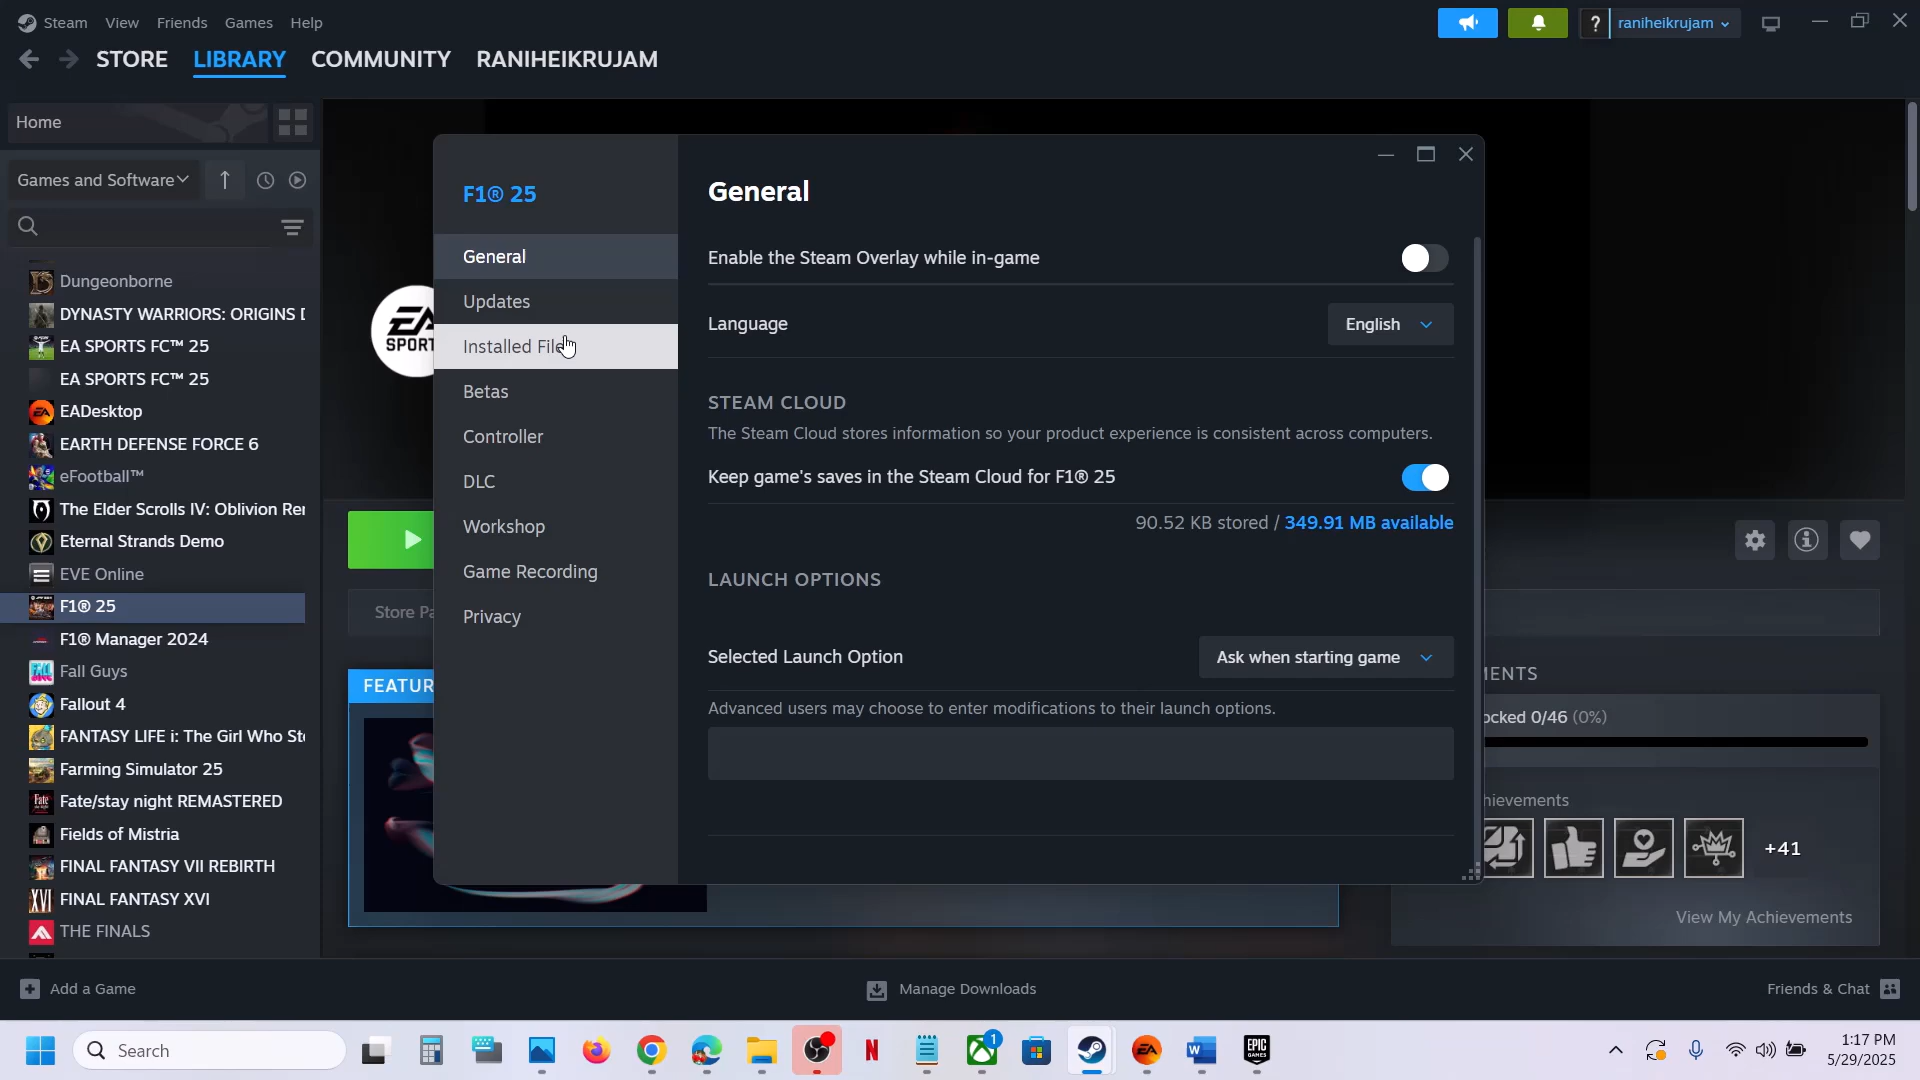 Steam View Friends Games Help
? raniheikrujam
STORE LIBRARY COMMUNITY RANIHEIKRUJAM
Home
Games and Software
Dungeonborne
DYNASTY WARRIORS: ORIGINS D
EA SPORTS FC™ 25
EA SPORTS FC™ 25
EADesktop
EARTH DEFENSE FORCE 6
eFootball™
The Elder Scrolls IV: Oblivion Rem
Eternal Strands Demo
EVE Online
F1® 25
F1® Manager 2024
Fall Guys
Fallout 4
FANTASY LIFE i: The Girl Who Ste
Farming Simulator 25
Fate/stay night REMASTERED
Fields of Mistria
FINAL FANTASY VII REBIRTH
FINAL FANTASY XVI
THE FINALS
EA
SPORT
Store Pa
FEATUR
F1® 25
General
Updates
Installed File
Betas
Controller
DLC
Workshop
Game Recording
Privacy
General
Enable the Steam Overlay while in-game
Language English
STEAM CLOUD
The Steam Cloud stores information so your product experience is consistent across computers.
Keep game's saves in the Steam Cloud for F1® 25
90.52 KB stored / 349.91 MB available
LAUNCH OPTIONS
Selected Launch Option Ask when starting game
Advanced users may choose to enter modifications to their launch options.
MENTS
ocked 0/46 (0%)
hievements
+41
View My Achievements
Add a Game Manage Downloads Friends & Chat
Search
1
1:17 PM
5/29/2025